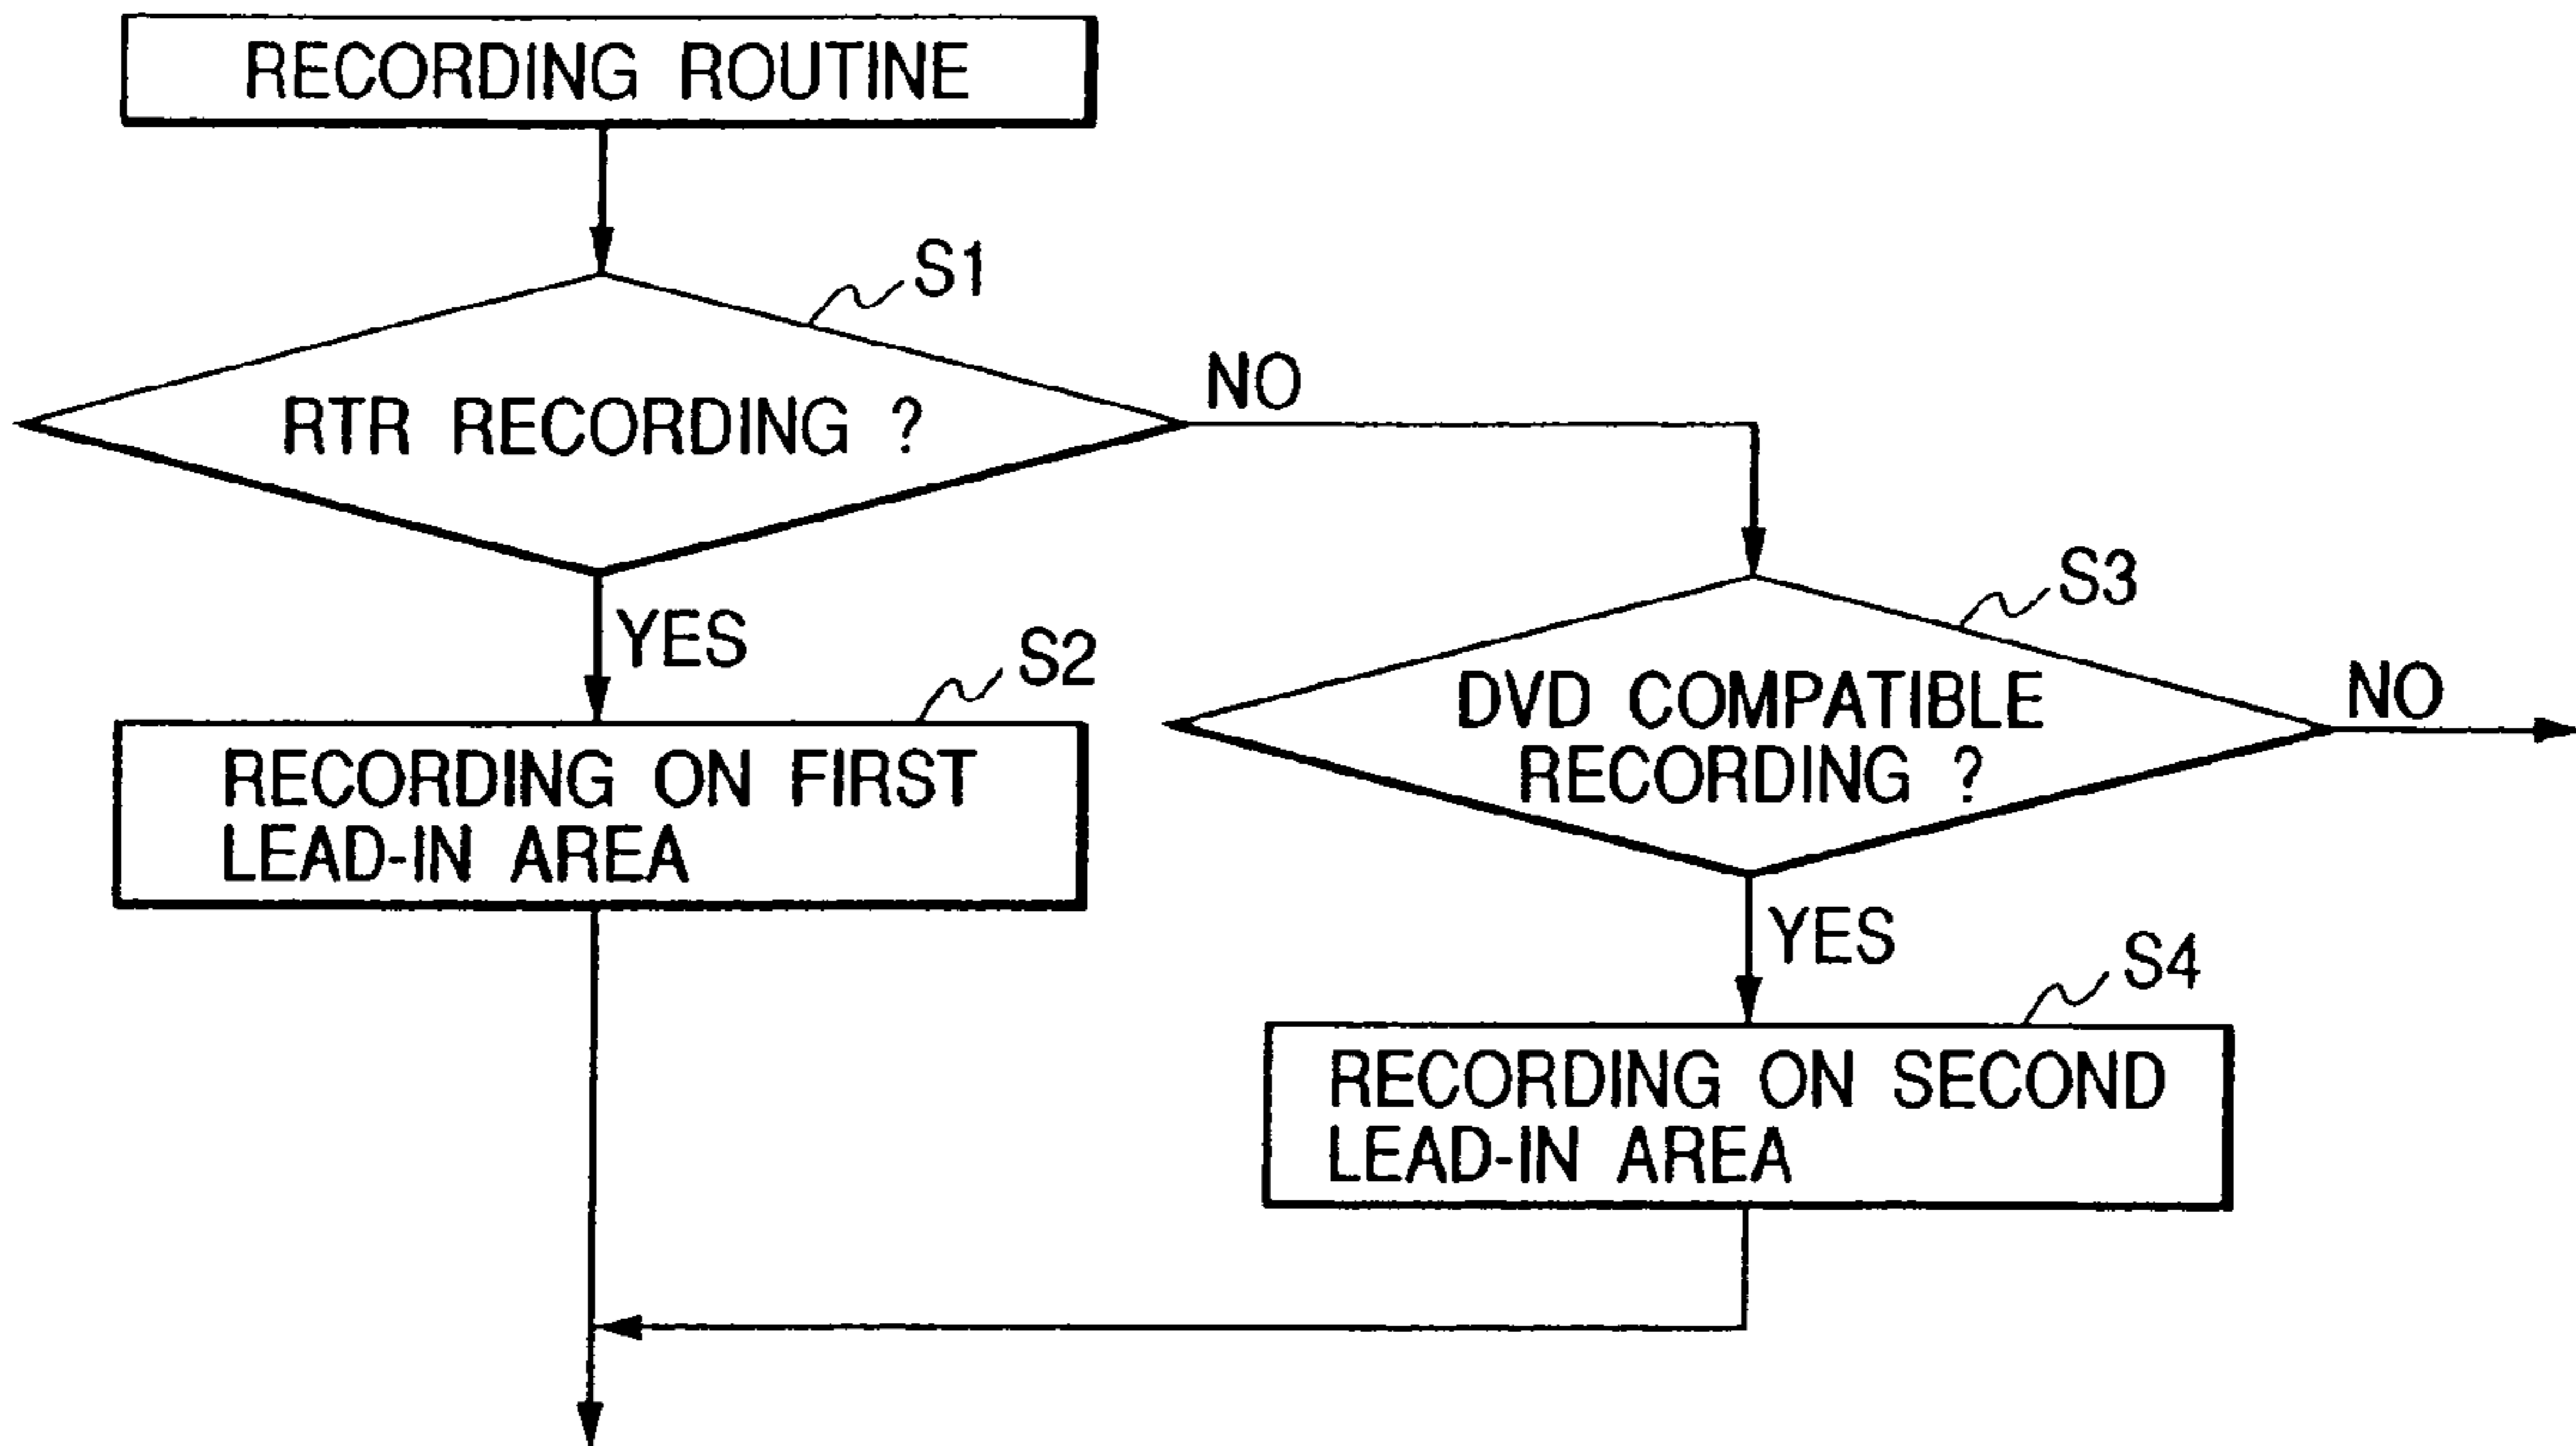 RECORDING ROUTINE
S1
RTR RECORDING ?
NO
YES
S2
RECORDING ON FIRST
LEAD-IN AREA
S3
DVD COMPATIBLE
RECORDING ?
NO
YES
S4
RECORDING ON SECOND
LEAD-IN AREA